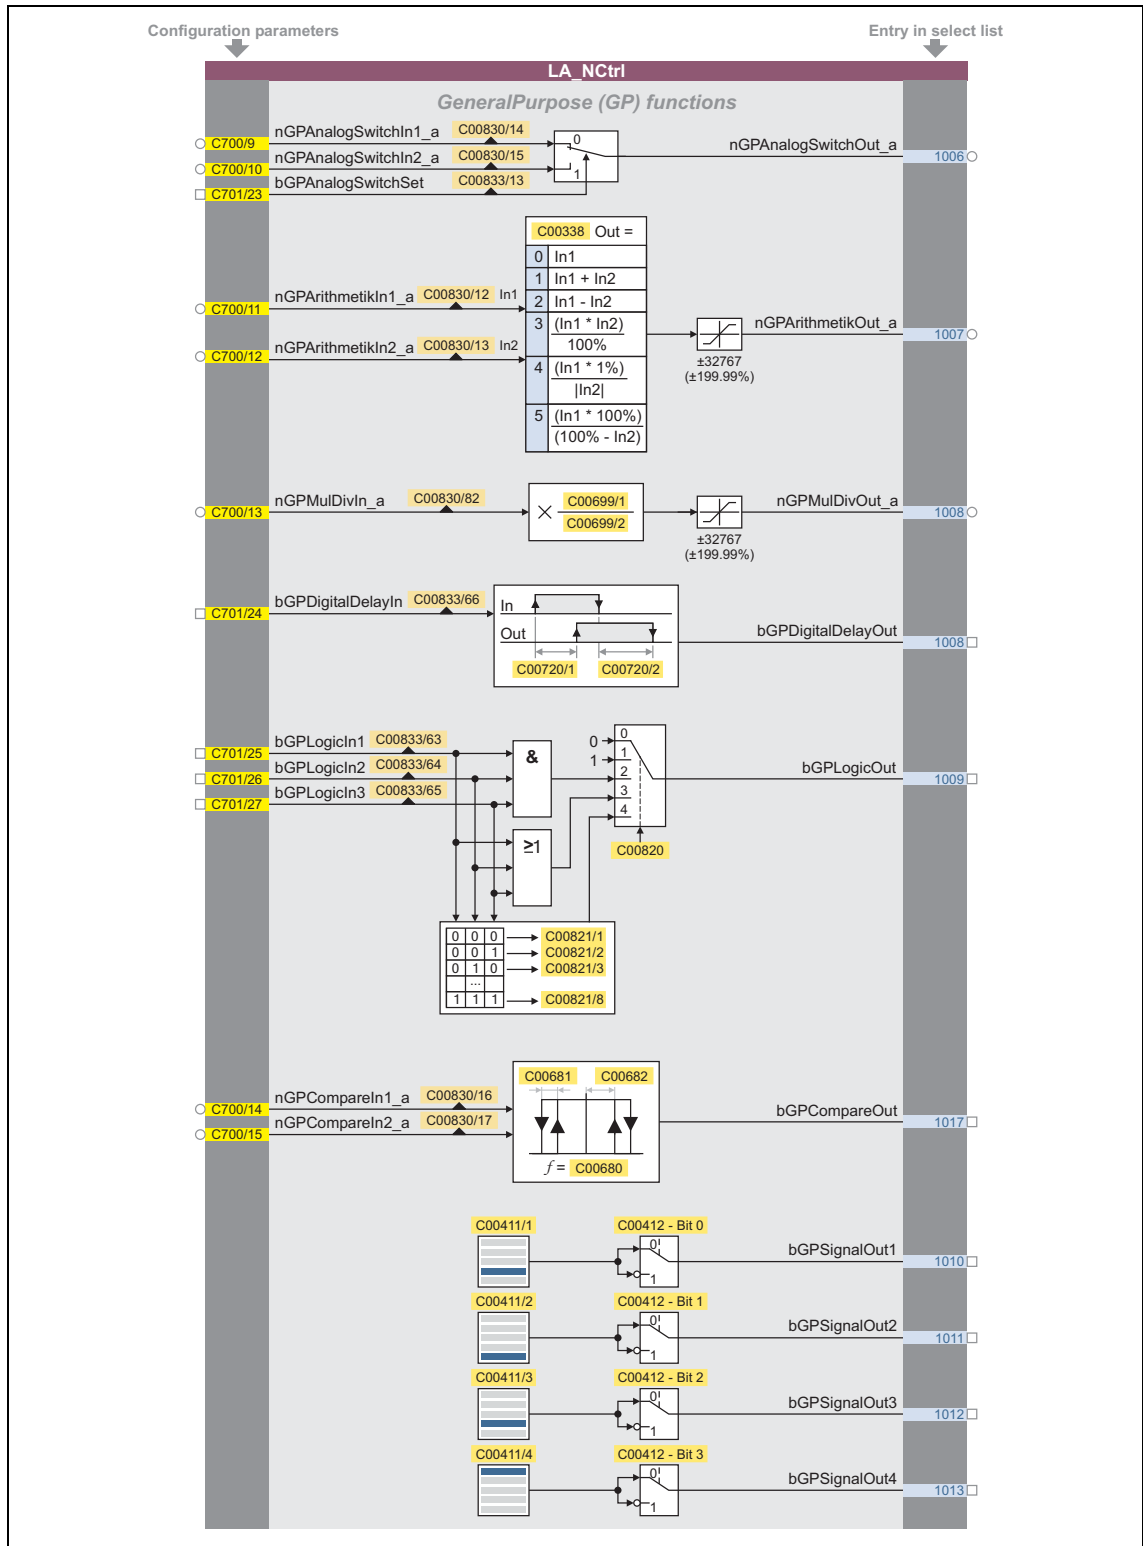 Configuration parameters
Entry in select list
LA_NCtrl
GeneralPurpose (GP) functions
C700/9
nGPAnalogSwitchIn1_a
C00830/14
C700/10
nGPAnalogSwitchIn2_a
C00830/15
C701/23
bGPAnalogSwitchSet
C00833/13
0
1
nGPAnalogSwitchOut_a
1006
C00338 Out =
0 In1
1 In1 + In2
2 In1 - In2
3 (In1 * In2)
100%
4 (In1 * 1%)
|In2|
5 (In1 * 100%)
(100% - In2)
C700/11
nGPArithmetikIn1_a
C00830/12
In1
C700/12
nGPArithmetikIn2_a
C00830/13
In2
±32767
(±199.99%)
nGPArithmetikOut_a
1007
C700/13
nGPMulDivIn_a
C00830/82
× C00699/1
C00699/2
±32767
(±199.99%)
nGPMulDivOut_a
1008
C701/24
bGPDigitalDelayIn
C00833/66
In
Out
C00720/1
C00720/2
bGPDigitalDelayOut
1008
C701/25
bGPLogicIn1
C00833/63
C701/26
bGPLogicIn2
C00833/64
C701/27
bGPLogicIn3
C00833/65
&
≥1
0
1
0
1
2
3
4
C00820
bGPLogicOut
1009
0 0 0 C00821/1
0 0 1 C00821/2
0 1 0 C00821/3
...
1 1 1 C00821/8
C700/14
nGPCompareIn1_a
C00830/16
C700/15
nGPCompareIn2_a
C00830/17
C00681
C00682
f = C00680
bGPCompareOut
1017
C00411/1
C00412 - Bit 0
0
1
bGPSignalOut1
1010
C00411/2
C00412 - Bit 1
0
1
bGPSignalOut2
1011
C00411/3
C00412 - Bit 2
0
1
bGPSignalOut3
1012
C00411/4
C00412 - Bit 3
0
1
bGPSignalOut4
1013